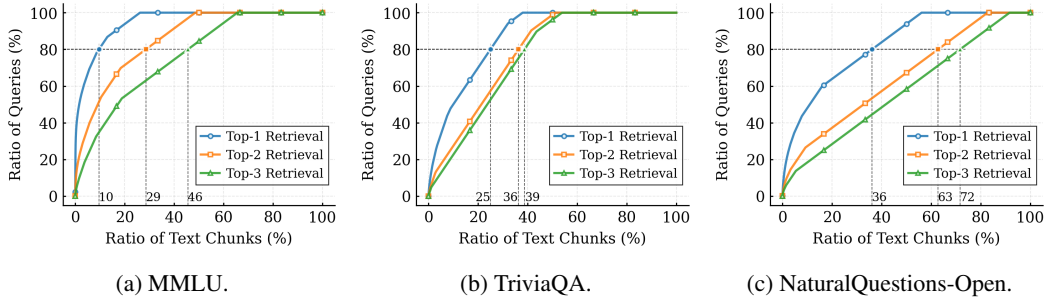 100
80
60
40
20
0
Ratio of Queries (%)
Top-1 Retrieval
Top-2 Retrieval
Top-3 Retrieval
10 29 46
0 20 40 60 80 100
Ratio of Text Chunks (%)
(a) MMLU.
100
80
60
40
20
0
Ratio of Queries (%)
Top-1 Retrieval
Top-2 Retrieval
Top-3 Retrieval
25 36 39
0 20 40 60 80 100
Ratio of Text Chunks (%)
(b) TriviaQA.
100
80
60
40
20
0
Ratio of Queries (%)
Top-1 Retrieval
Top-2 Retrieval
Top-3 Retrieval
36 63 72
0 20 40 60 80 100
Ratio of Text Chunks (%)
(c) NaturalQuestions-Open.